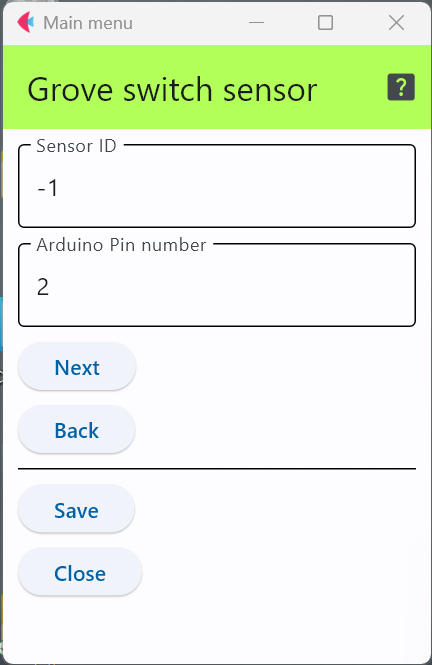 Main menu
Grove switch sensor
?
Sensor ID
-1
Arduino Pin number
2
Next
Back
Save
Close